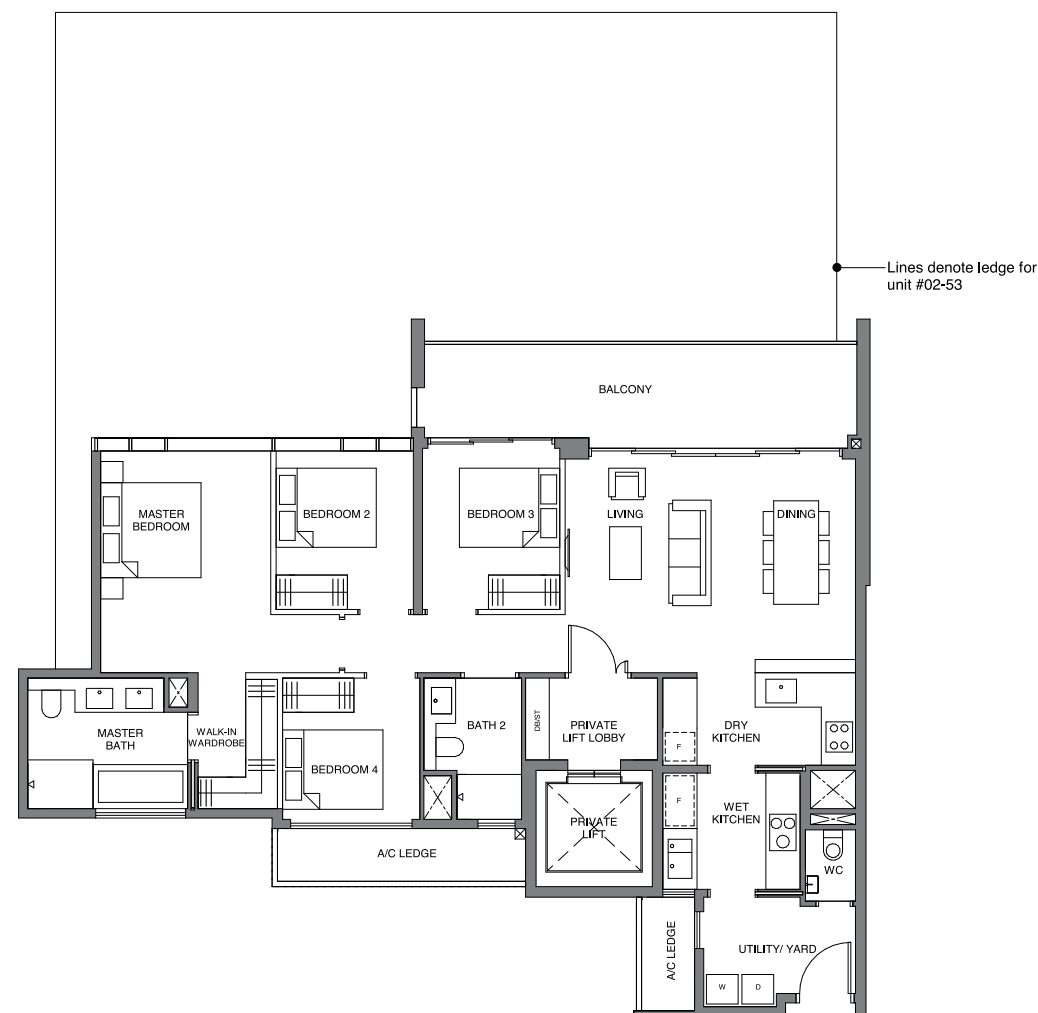 Lines denote ledge for
unit #02-53
BALCONY
MASTER
BEDROOM
BEDROOM 2
BEDROOM 3
LIVING
DINING
MASTER
BATH
WALK-IN
WARDROBE
BEDROOM 4
BATH 2
DB/ST
PRIVATE
LIFT LOBBY
DRY
KITCHEN
F
F
WET
KITCHEN
PRIVATE
LIFT
A/C LEDGE
WC
A/C LEDGE
UTILITY/ YARD
W
D